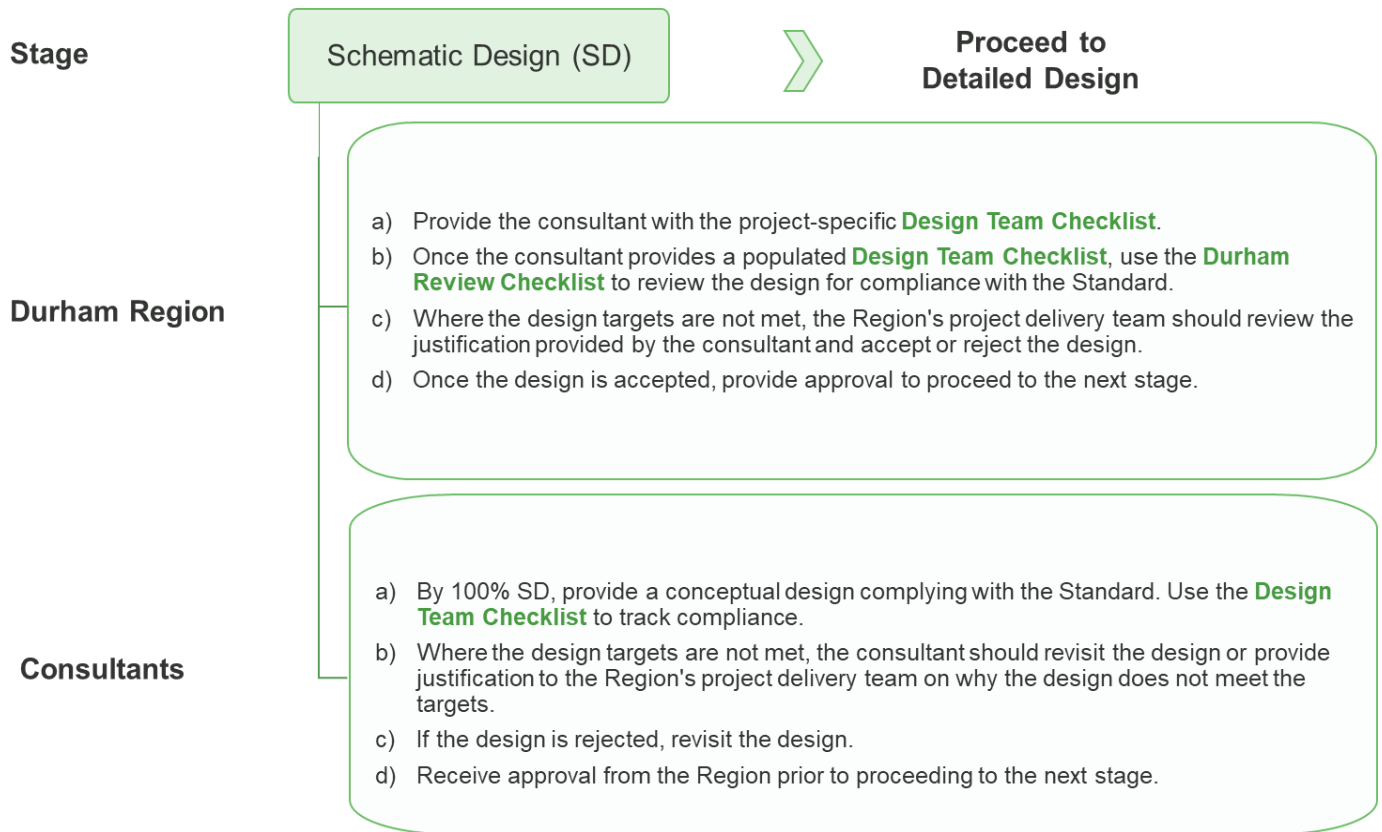 Stage
Schematic Design (SD)
Proceed to
Detailed Design
Durham Region
a) Provide the consultant with the project-specific Design Team Checklist.
b) Once the consultant provides a populated Design Team Checklist, use the Durham
Review Checklist to review the design for compliance with the Standard.
c) Where the design targets are not met, the Region's project delivery team should review the
justification provided by the consultant and accept or reject the design.
d) Once the design is accepted, provide approval to proceed to the next stage.
Consultants
a) By 100% SD, provide a conceptual design complying with the Standard. Use the Design
Team Checklist to track compliance.
b) Where the design targets are not met, the consultant should revisit the design or provide
justification to the Region's project delivery team on why the design does not meet the
targets.
c) If the design is rejected, revisit the design.
d) Receive approval from the Region prior to proceeding to the next stage.